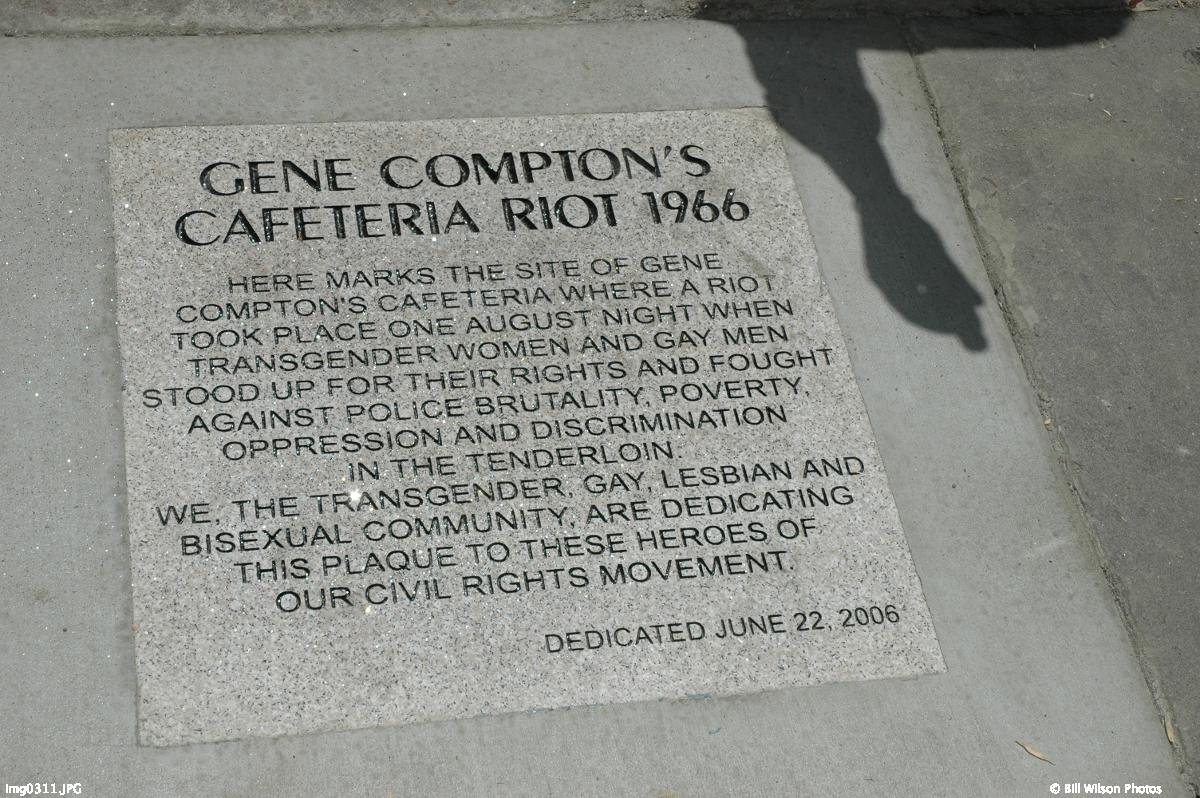 GENE COMPTON'S
CAFETERIA RIOT 1966
HERE MARKS THE SITE OF GENE
COMPTON'S CAFETERIA WHERE A RIOT
TOOK PLACE ONE AUGUST NIGHT WHEN
TRANSGENDER WOMEN AND GAY MEN
STOOD UP FOR THEIR RIGHTS AND FOUGHT
AGAINST POLICE BRUTALITY, POVERTY,
OPPRESSION AND DISCRIMINATION
IN THE TENDERLOIN.
WE, THE TRANSGENDER, GAY, LESBIAN AND
BISEXUAL COMMUNITY, ARE DEDICATING
THIS PLAQUE TO THESE HEROES OF
OUR CIVIL RIGHTS MOVEMENT.
DEDICATED JUNE 22, 2006
Img0311.JPG
© Bill Wilson Photos